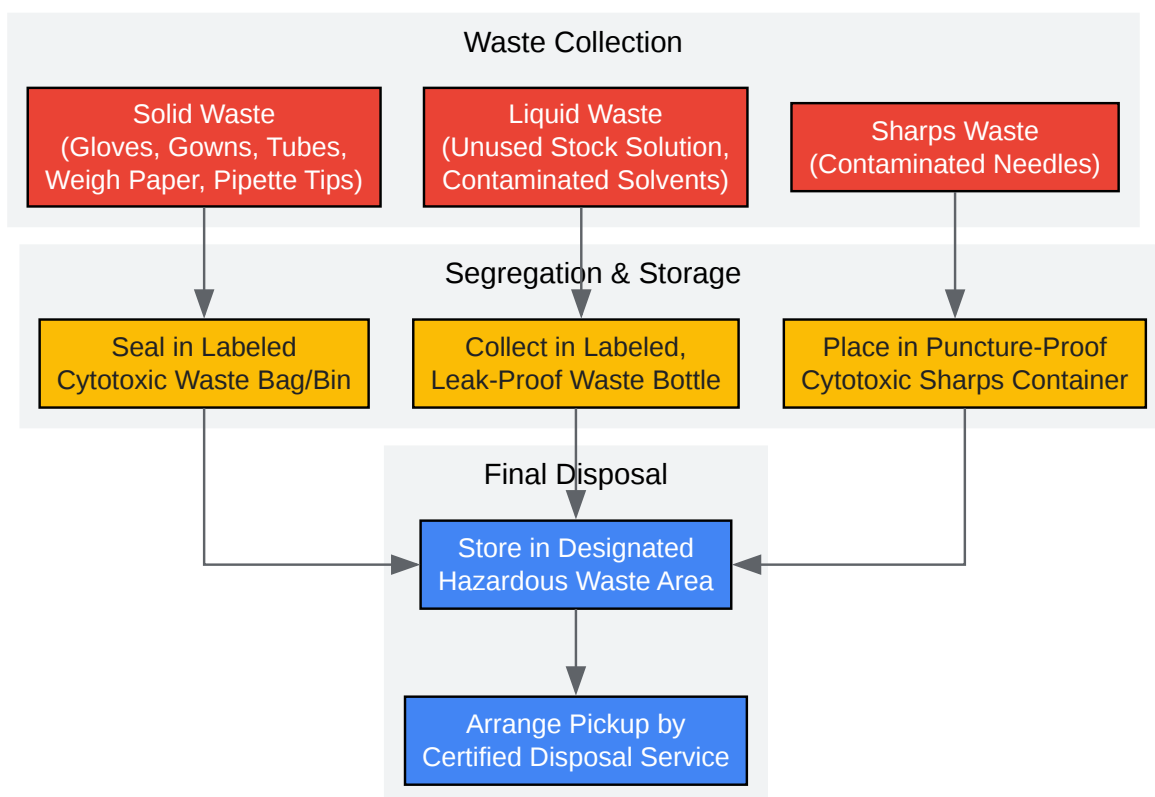 Waste Collection
Solid Waste
(Gloves, Gowns, Tubes,
Weigh Paper, Pipette Tips)
Liquid Waste
(Unused Stock Solution,
Contaminated Solvents)
Sharps Waste
(Contaminated Needles)
Segregation & Storage
Seal in Labeled
Cytotoxic Waste Bag/Bin
Collect in Labeled,
Leak-Proof Waste Bottle
Place in Puncture-Proof
Cytotoxic Sharps Container
Final Disposal
Store in Designated
Hazardous Waste Area
Arrange Pickup by
Certified Disposal Service